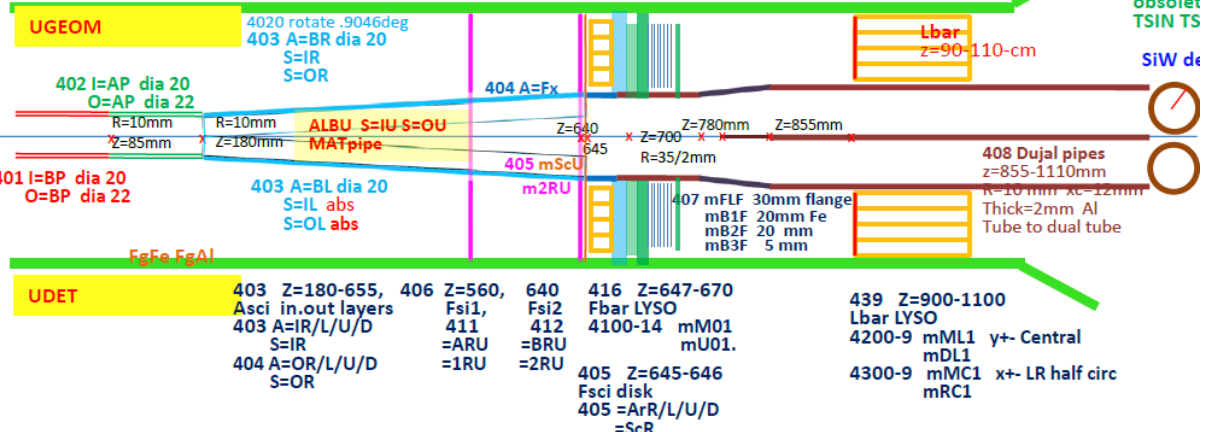 UGEOM
4020 rotate .9046deg
403 A=BR dia 20
S=IR
S=OR
obsolet
TSIN TS
Lbar
z=90-110-cm
SiW de
402 I=AP dia 20
O=AP dia 22
404 A=Fx
R=10mm
Z=85mm
R=10mm
Z=180mm
ALBU S=IU S=OU
MATpipe
Z=640
645
Z=700
R=35/2mm
Z=780mm
Z=855mm
405 mScU
m2RU
401 I=BP dia 20
O=BP dia 22
403 A=BL dia 20
S=IL abs
S=OL abs
407 mFLF 30mm flange
mB1F 20mm Fe
mB2F 20 mm
mB3F 5 mm
408 Dujal pipes
z=855-1110mm
R=10 mm xc=12mm
Thick=2mm Al
Tube to dual tube
FgFe FgAl
UDET
403 Z=180-655,
Asci in.out layers
403 A=IR/L/U/D
S=IR
404 A=OR/L/U/D
S=OR
406 Z=560, 640
Fsi1, Fsi2
411 412
=ARU =BRU
=1RU =2RU
416 Z=647-670
Fbar LYSO
4100-14 mM01
mU01.
405 Z=645-646
Fsci disk
405 =ArR/L/U/D
=ScR
439 Z=900-1100
Lbar LYSO
4200-9 mML1 y+- Central
mDL1
4300-9 mMC1 x+- LR half circ
mRC1